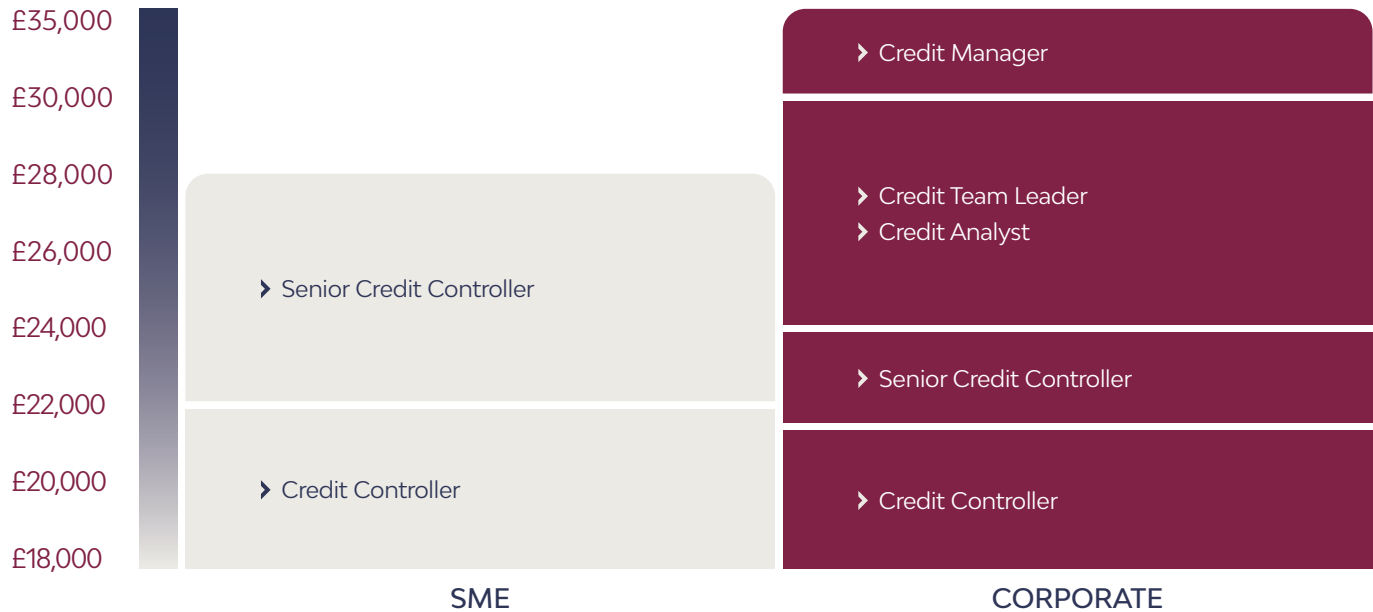 £35,000
£30,000
£28,000
£26,000
£24,000
£22,000
£20,000
£18,000
Senior Credit Controller
Credit Controller
SME
Credit Manager
Credit Team Leader
Credit Analyst
Senior Credit Controller
Credit Controller
CORPORATE